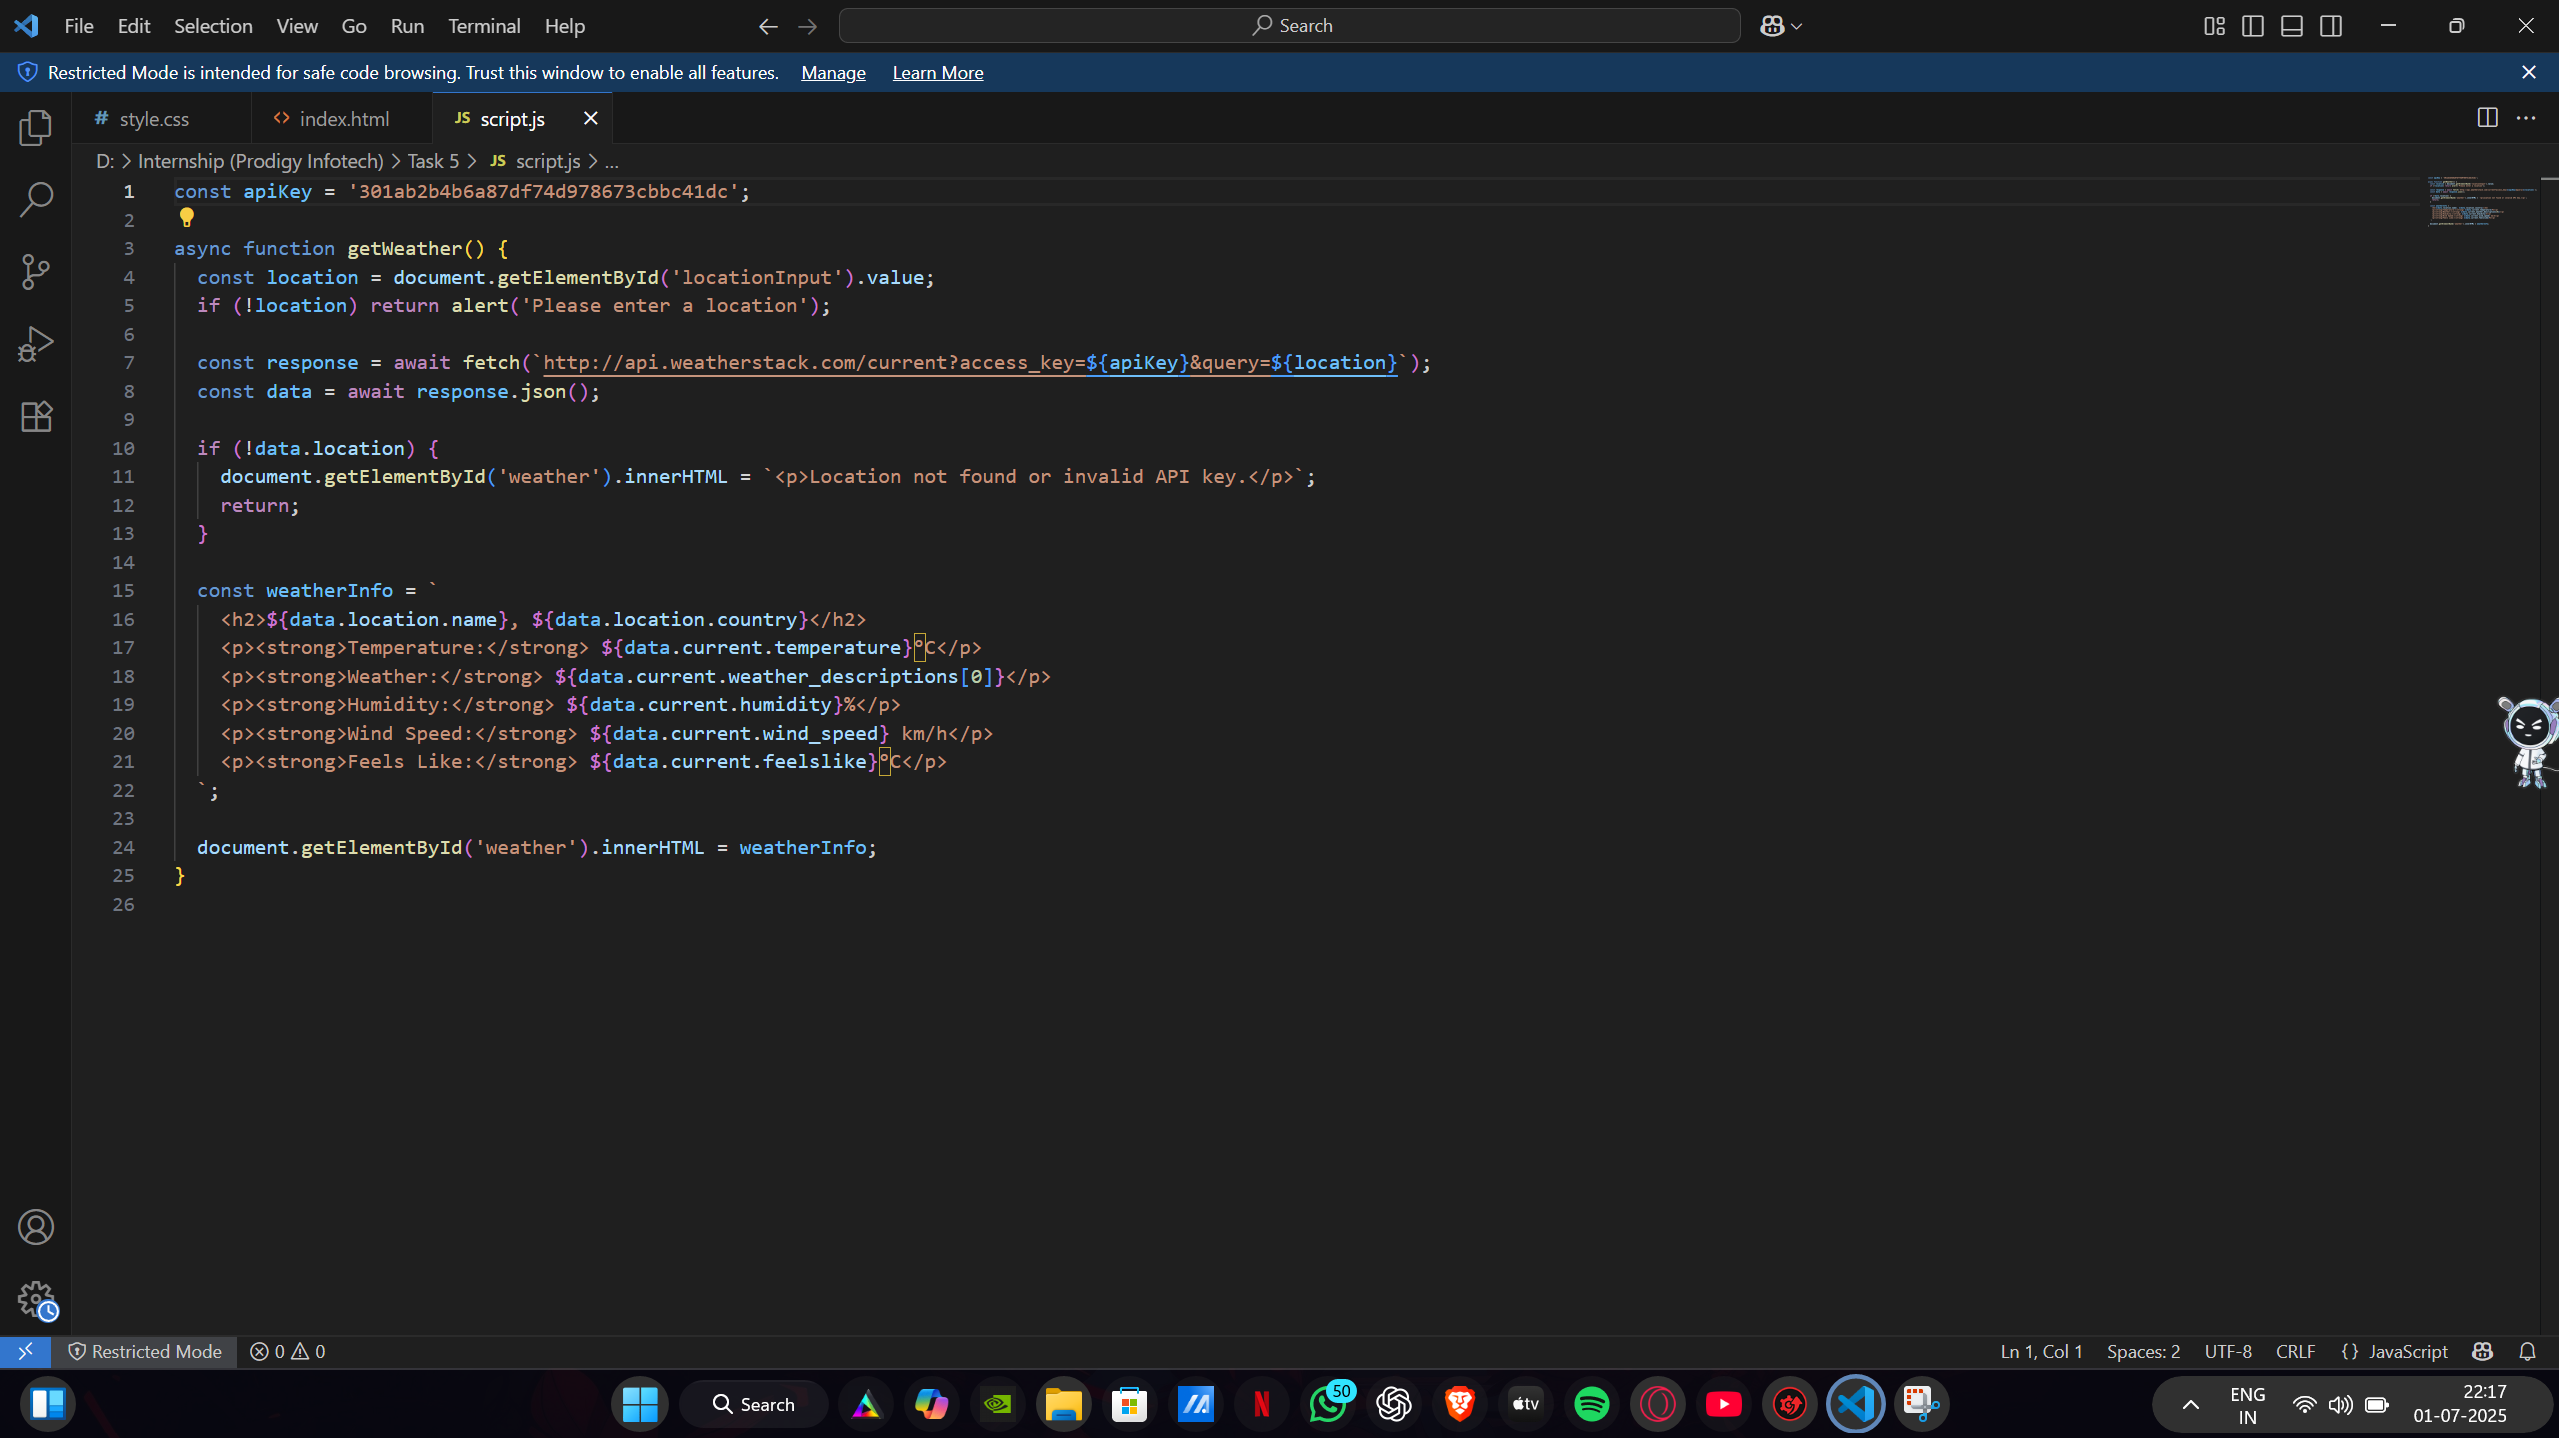 File Edit Selection View Go Run Terminal Help
Search
Restricted Mode is intended for safe code browsing. Trust this window to enable all features. Manage Learn More
# style.css
<> index.html
JS script.js
D: > Internship (Prodigy Infotech) > Task 5 > JS script.js > ...
1 const apiKey = '301ab2b4b6a87df74d978673cbbc41dc';
2
3 async function getWeather() {
4   const location = document.getElementById('locationInput').value;
5   if (!location) return alert('Please enter a location');
6
7   const response = await fetch(`http://api.weatherstack.com/current?access_key=${apiKey}&query=${location}`);
8   const data = await response.json();
9
10   if (!data.location) {
11     document.getElementById('weather').innerHTML = `<p>Location not found or invalid API key.</p>`;
12     return;
13   }
14
15   const weatherInfo = `
16     <h2>${data.location.name}, ${data.location.country}</h2>
17     <p><strong>Temperature:</strong> ${data.current.temperature}°C</p>
18     <p><strong>Weather:</strong> ${data.current.weather_descriptions[0]}</p>
19     <p><strong>Humidity:</strong> ${data.current.humidity}%</p>
20     <p><strong>Wind Speed:</strong> ${data.current.wind_speed} km/h</p>
21     <p><strong>Feels Like:</strong> ${data.current.feelslike}°C</p>
22   `;
23
24   document.getElementById('weather').innerHTML = weatherInfo;
25 }
26
Restricted Mode 0 0
Ln 1, Col 1 Spaces: 2 UTF-8 CRLF {} JavaScript
Search
50
tv
ENG
IN
22:17
01-07-2025